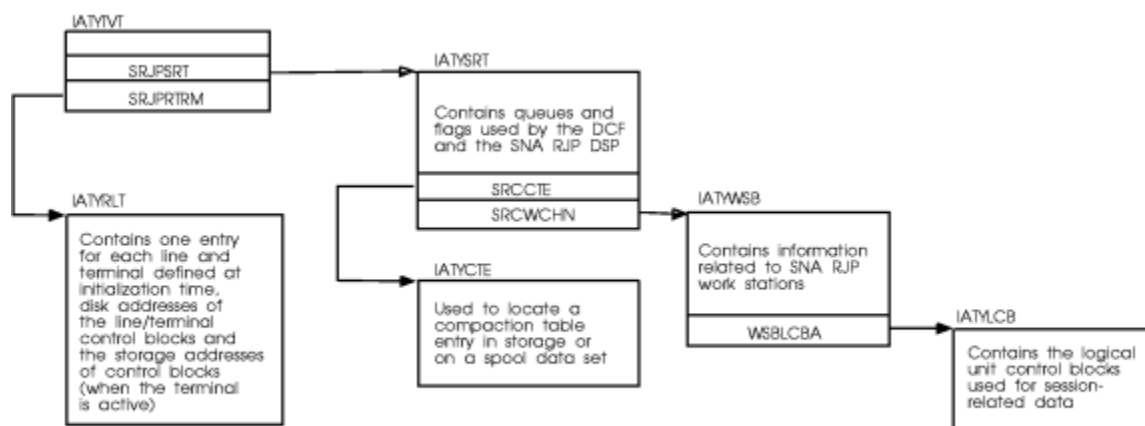 IATYTVT
SRJPSRT
SRJPRTRM
IATYSRT
Contains queues and
flags used by the DCF
and the SNA RJP DSP
SRCCTE
SRCWCHN
IATYRLT
Contains one entry
for each line and
terminal defined at
initialization time,
disk addresses of
the line/terminal
control blocks and
the storage addresses
of control blocks
(when the terminal
is active)
IATYCTE
Used to locate a
compaction table
entry in storage or
on a spool data set
IATYWSB
Contains information
related to SNA RJP
work stations
WSBLCBA
IATYLCB
Contains the logical
unit control blocks
used for session-
related data